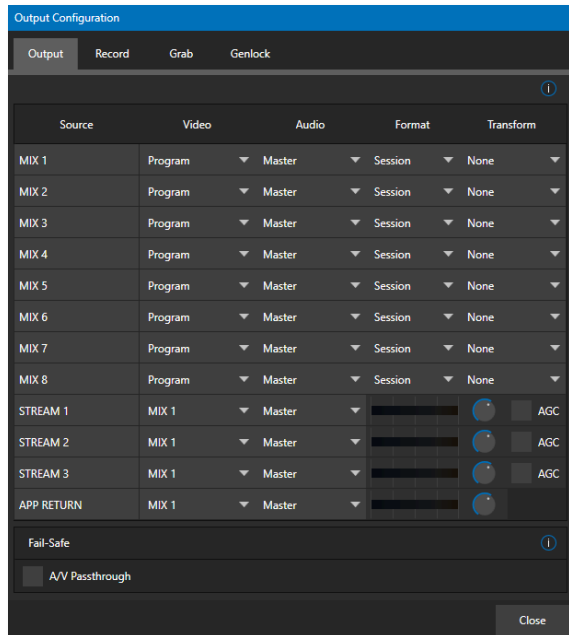 Output Configuration
Output Record Grab Genlock
Source Video Audio Format Transform
MIX 1 Program Master Session None
MIX 2 Program Master Session None
MIX 3 Program Master Session None
MIX 4 Program Master Session None
MIX 5 Program Master Session None
MIX 6 Program Master Session None
MIX 7 Program Master Session None
MIX 8 Program Master Session None
STREAM 1 MIX 1 Master AGC
STREAM 2 MIX 1 Master AGC
STREAM 3 MIX 1 Master AGC
APP RETURN MIX 1 Master
Fail-Safe
A/V Passthrough
Close